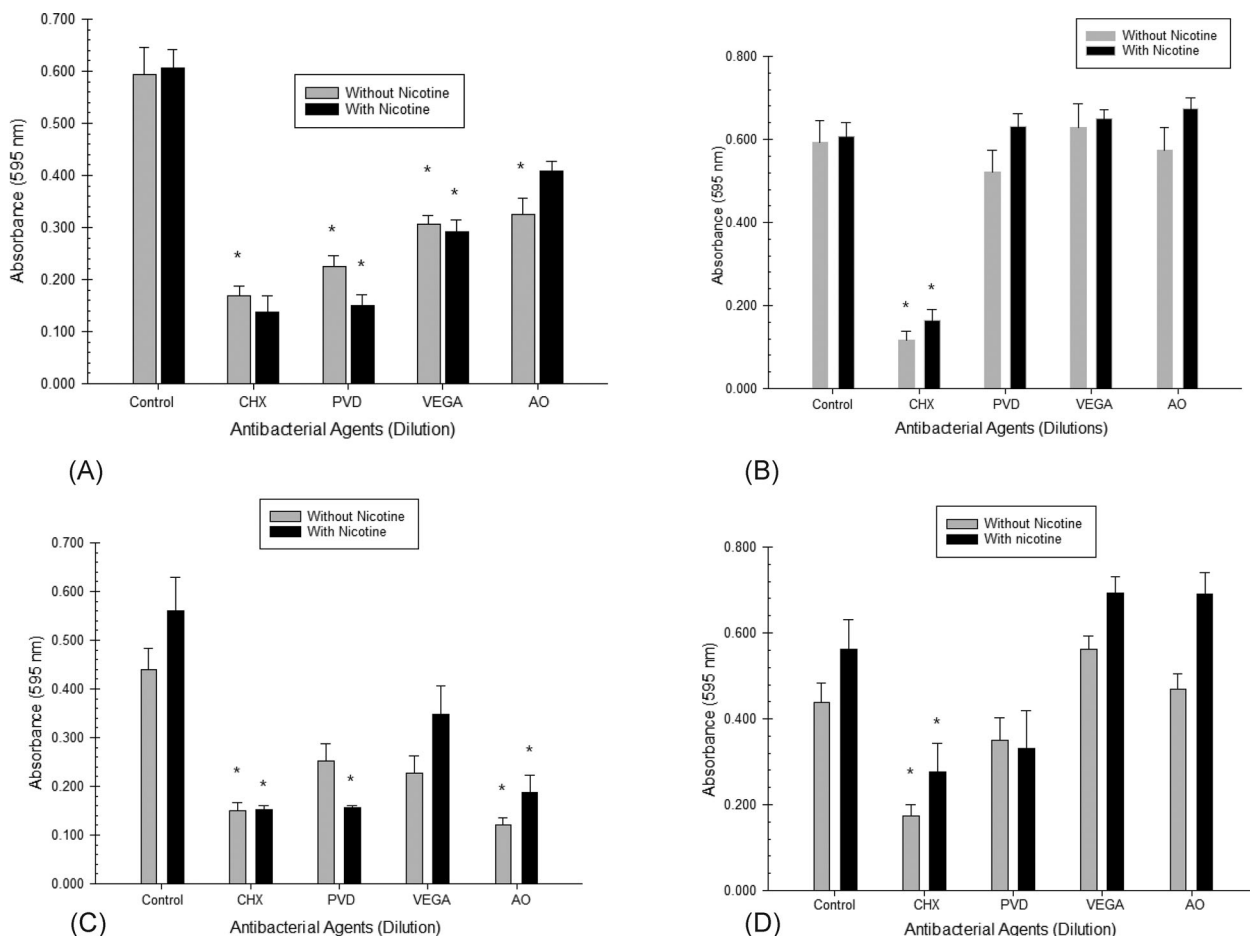 0.700
0.600
0.500
0.400
0.300
0.200
0.100
0.000
Absorbance (595 nm)
Without Nicotine
With Nicotine
*
*
*
*
*
*
Control
CHX
PVD
VEGA
AO
Antibacterial Agents (Dilution)
(A)
Without Nicotine
With Nicotine
0.800
0.600
0.400
0.200
0.000
Absorbance (595 nm)
*
*
Control
CHX
PVD
VEGA
AO
Antibacterial Agents (Dilutions)
(B)
Without Nicotine
With Nicotine
0.700
0.600
0.500
0.400
0.300
0.200
0.100
0.000
Absorbance (595 nm)
*
*
*
*
*
Control
CHX
PVD
VEGA
AO
Antibacterial Agents (Dilution)
(C)
Without Nicotine
With nicotine
0.800
0.600
0.400
0.200
0.000
Absorbance (595 nm)
*
*
Control
CHX
PVD
VEGA
AO
Antibacterial Agents (Dilution)
(D)